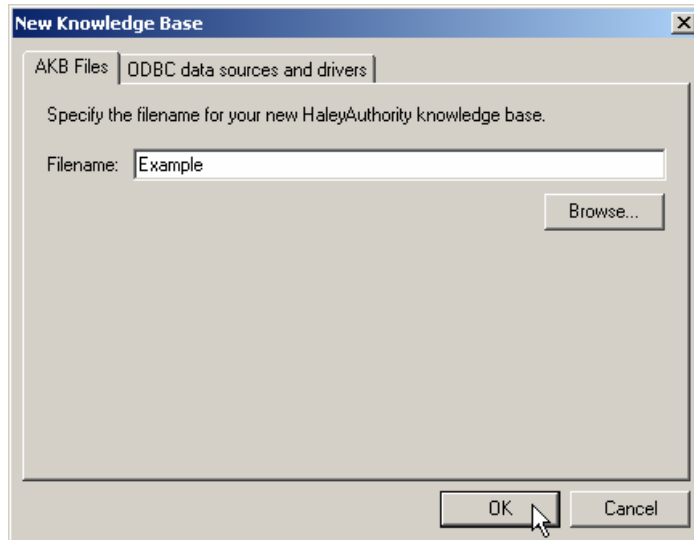 New Knowledge Base
AKB Files
ODBC data sources and drivers
Specify the filename for your new HaleyAuthority knowledge base.
Filename: Example
Browse...
OK
Cancel